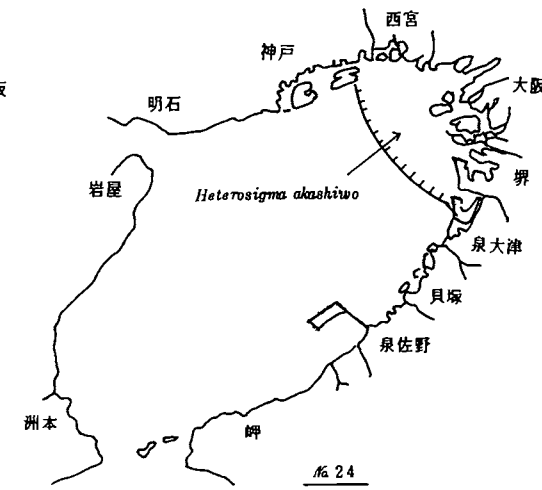 西宮
神戸
阪
大阪
明石
堺
岩屋
Heterosigma akashiwo
泉大津
貝塚
泉佐野
洲本
岬
№ 24